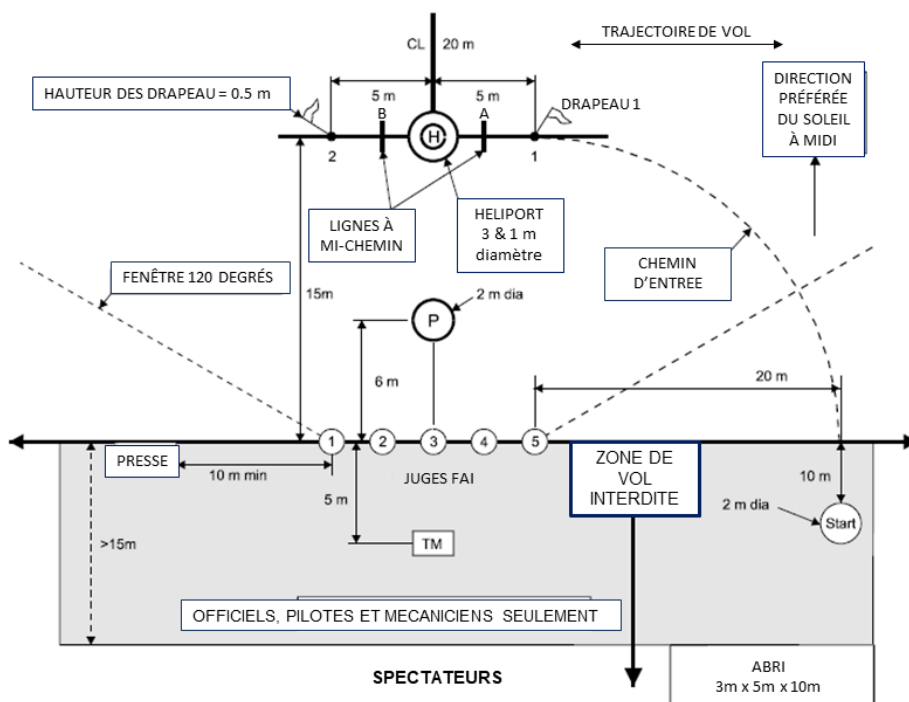 CL
20 m
TRAJECTOIRE DE VOL
HAUTEUR DES DRAPEAU = 0.5 m
5 m
5 m
DRAPEAU 1
DIRECTION
PRÉFÉRÉE
DU SOLEIL
À MIDI
B
A
H
2
1
LIGNES À
MI-CHEMIN
HELIPORT
3 & 1 m
diamètre
CHEMIN
D'ENTREE
FENÊTRE 120 DEGRÉS
15m
2 m dia
P
6 m
20 m
1
2
3
4
5
PRESSE
10 m min
JUGES FAI
ZONE DE
VOL
INTERDITE
10 m
5 m
2 m dia
Start
>15m
TM
OFFICIELS, PILOTES ET MECANICIENS SEULEMENT
SPECTATEURS
ABRI
3m x 5m x 10m